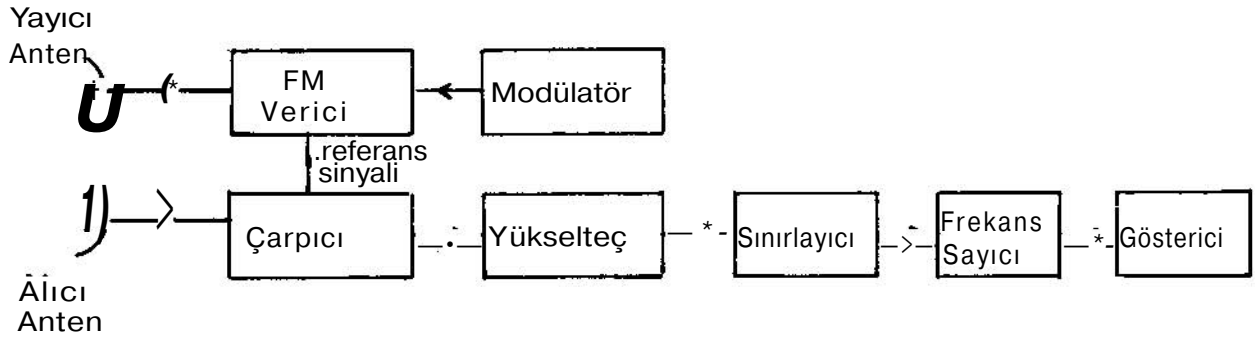 Yayıcı
Anten
FM
Verici
Modülatör
.referans
sinyali
Çarpıcı
Yükselteç
Sınırlayıcı
Frekans
Sayıcı
Gösterici
Alıcı
Anten